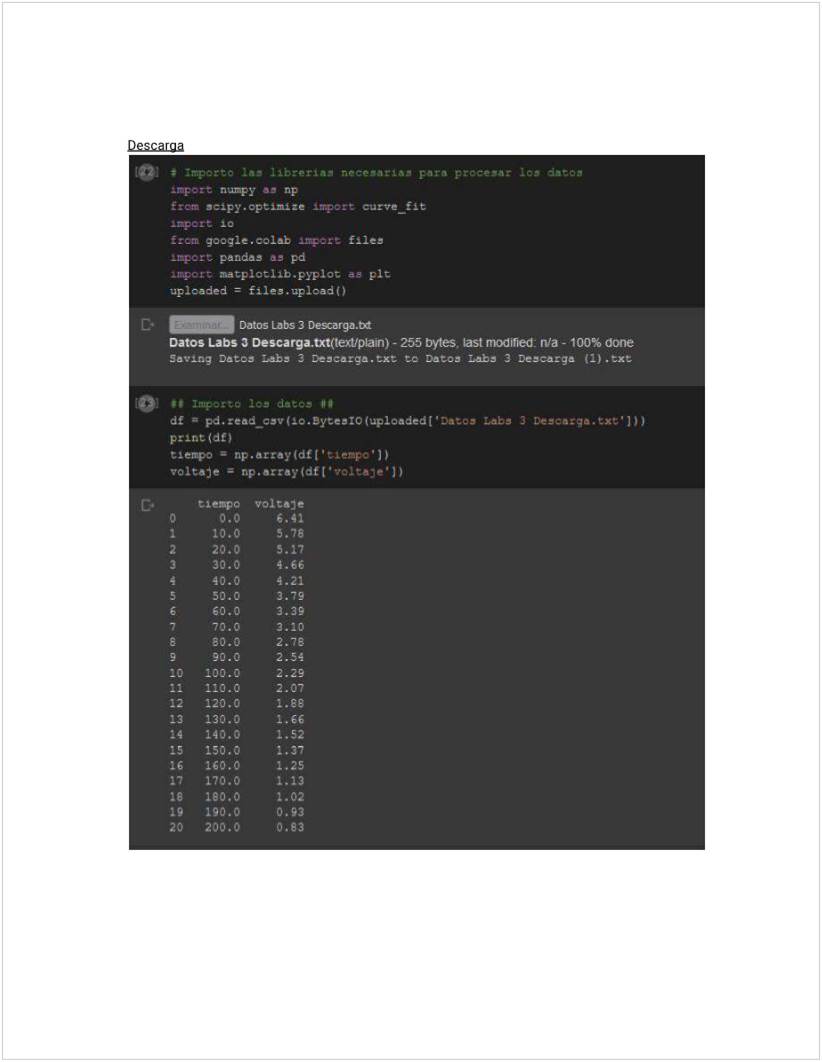 Descarga
[22] # Importo las librerias necesarias para procesar los datos
import numpy as np
from scipy.optimize import curve_fit
import io
from google.colab import files
import pandas as pd
import matplotlib.pyplot as plt
uploaded = files.upload()
Examinar... Datos Labs 3 Descarga.txt
Datos Labs 3 Descarga.txt(text/plain) - 255 bytes, last modified: n/a - 100% done
Saving Datos Labs 3 Descarga.txt to Datos Labs 3 Descarga (1).txt
[23] ## Importo los datos ##
df = pd.read_csv(io.BytesIO(uploaded['Datos Labs 3 Descarga.txt']))
print(df)
tiempo = np.array(df['tiempo'])
voltaje = np.array(df['voltaje'])
tiempo voltaje
0 0.0 6.41
1 10.0 5.78
2 20.0 5.17
3 30.0 4.66
4 40.0 4.21
5 50.0 3.79
6 60.0 3.39
7 70.0 3.10
8 80.0 2.78
9 90.0 2.54
10 100.0 2.29
11 110.0 2.07
12 120.0 1.88
13 130.0 1.66
14 140.0 1.52
15 150.0 1.37
16 160.0 1.25
17 170.0 1.13
18 180.0 1.02
19 190.0 0.93
20 200.0 0.83